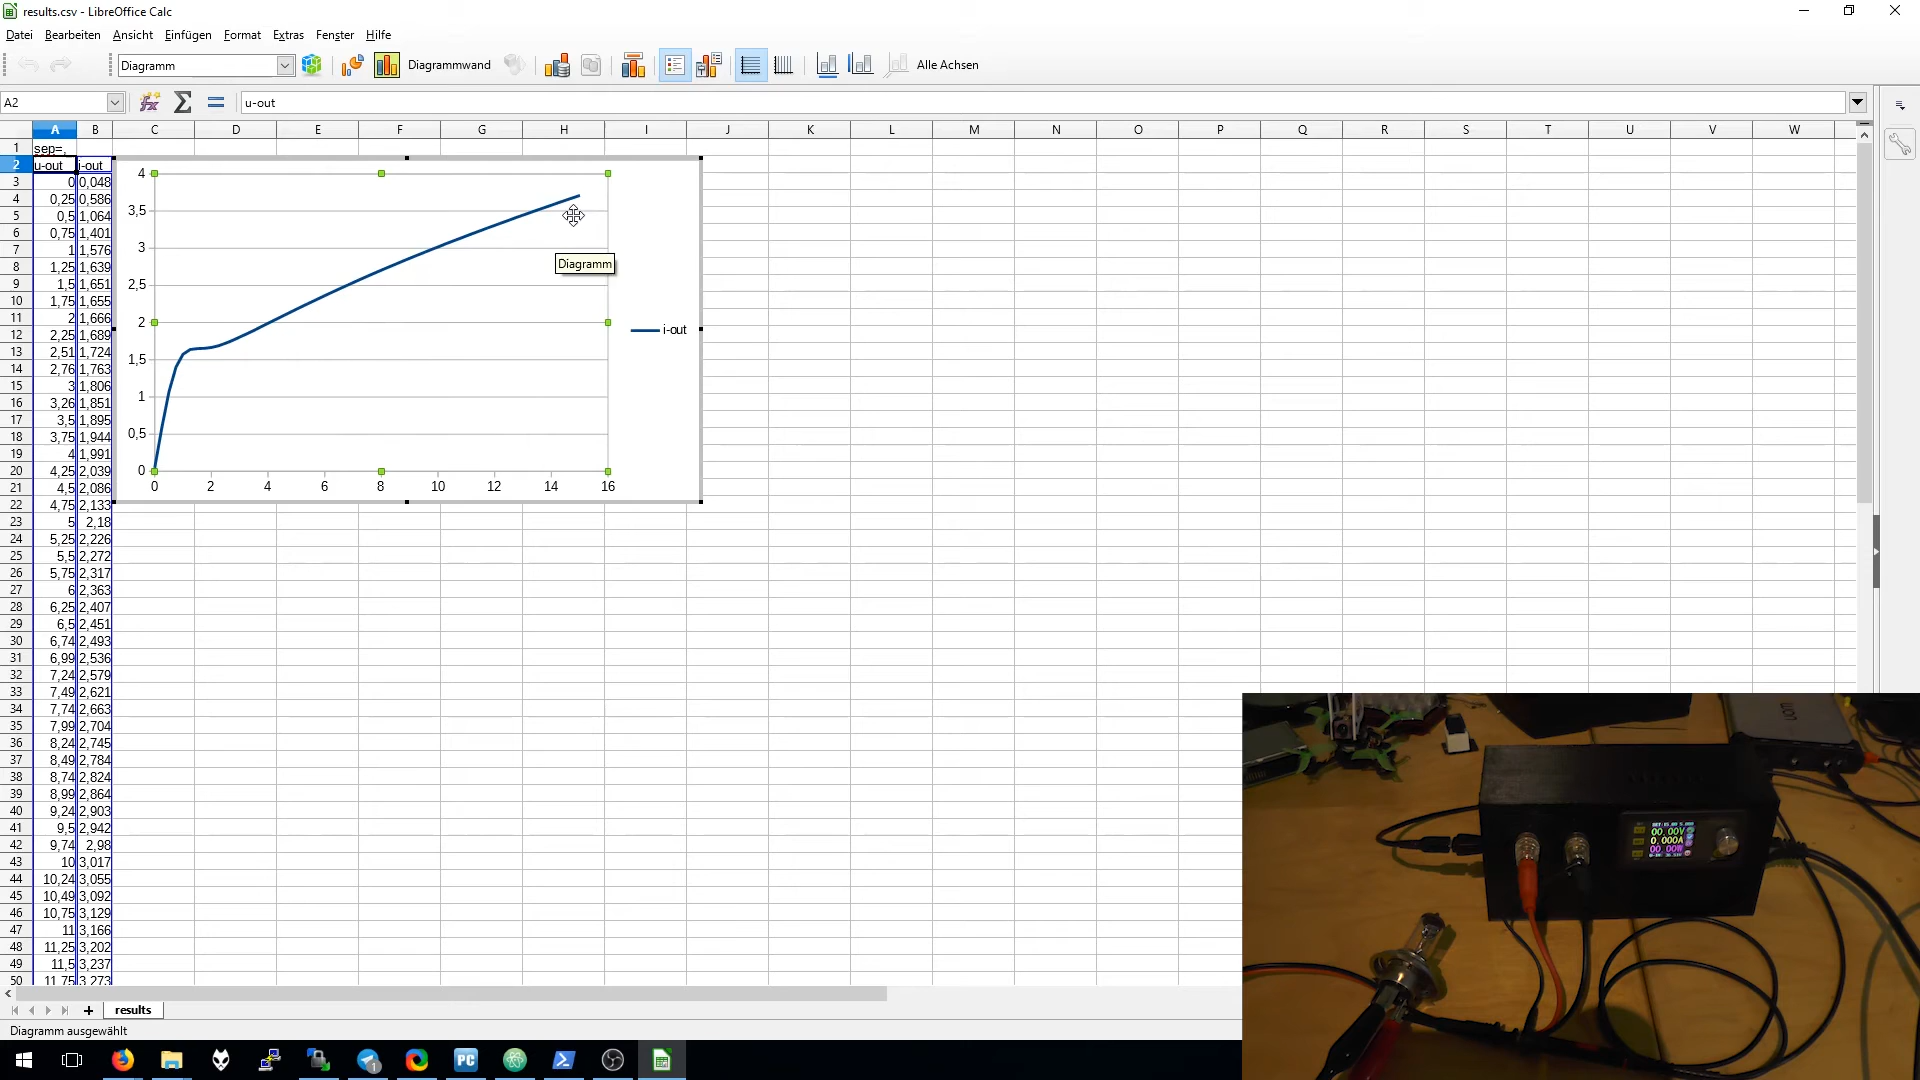 results.csv - LibreOffice Calc
Datei Bearbeiten Ansicht Einfügen Format Extras Fenster Hilfe
Diagramm Diagrammwand Alle Achsen
A2 u-out
A B C D E F G H I J K L M N O P Q R S T U V W
1 sep=,
2 u-out i-out
3 0 0,048
4 0,25 0,586
5 0,5 1,064
6 0,75 1,401
7 1 1,576
8 1,25 1,639
9 1,5 1,651
10 1,75 1,655
11 2 1,666
12 2,25 1,689
13 2,51 1,724
14 2,76 1,763
15 3 1,806
16 3,26 1,851
17 3,5 1,895
18 3,75 1,944
19 4 1,991
20 4,25 2,039
21 4,5 2,086
22 4,75 2,133
23 5 2,18
24 5,25 2,226
25 5,5 2,272
26 5,75 2,317
27 6 2,363
28 6,25 2,407
29 6,5 2,451
30 6,74 2,493
31 6,99 2,536
32 7,24 2,579
33 7,49 2,621
34 7,74 2,663
35 7,99 2,704
36 8,24 2,745
37 8,49 2,784
38 8,74 2,824
39 8,99 2,864
40 9,24 2,903
41 9,5 2,942
42 9,74 2,98
43 10 3,017
44 10,24 3,055
45 10,49 3,092
46 10,75 3,129
47 11 3,166
48 11,25 3,202
49 11,5 3,237
50 11,75 3,273
4
3,5
3
2,5
2
1,5
1
0,5
0
0 2 4 6 8 10 12 14 16
Diagramm
i-out
00.00V
0.000A
00.00W
results
Diagramm ausgewählt
PC
1